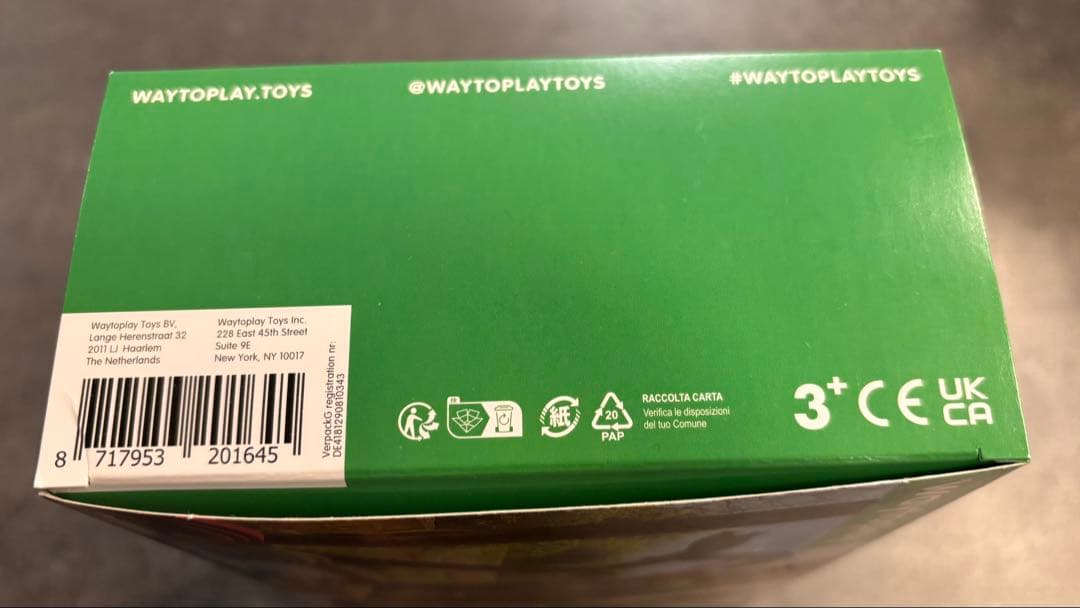 WAYTOPLAY.TOYS
@WAYTOPLAYTOYS
#WAYTOPLAYTOYS
Waytoplay Toys BV,
Lange Herenstraat 32
2011 LJ Haarlem
The Netherlands
Waytoplay Toys Inc.
228 East 45th Street
Suite 9E
New York, NY 10017
VerpackG registration nr:
DE4181290810343
8 717953 201645
FR
紙
20
PAP
RACCOLTA CARTA
Verifica le disposizioni
del tuo Comune
3+ CE UK
CA